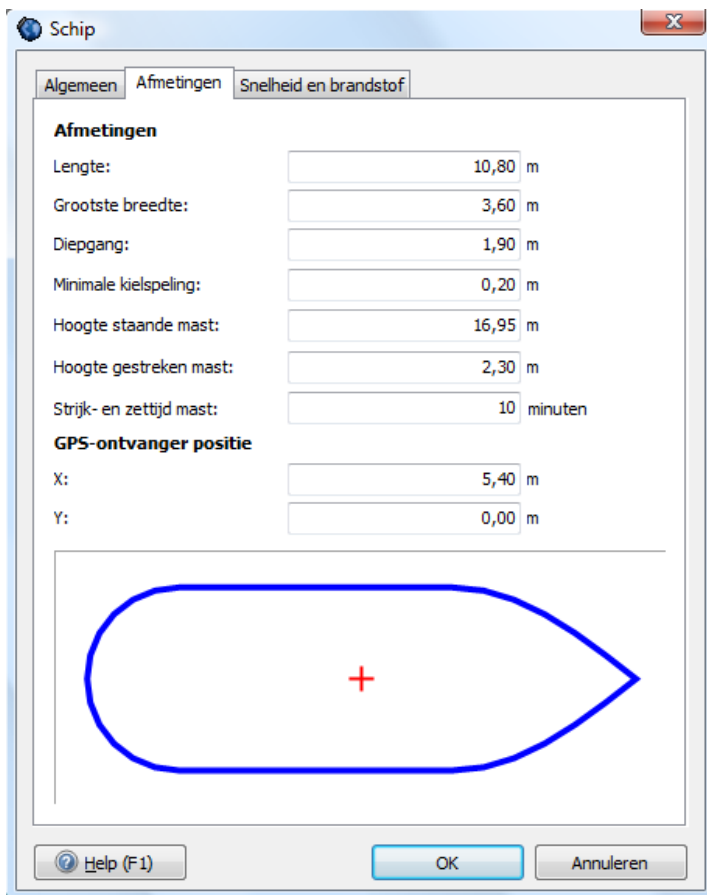 Schip
Algemeen Afmetingen Snelheid en brandstof
Afmetingen
Lengte: 10,80 m
Grootste breedte: 3,60 m
Diepgang: 1,90 m
Minimale kielspeling: 0,20 m
Hoogte staande mast: 16,95 m
Hoogte gestreken mast: 2,30 m
Strijk- en zettijd mast: 10 minuten
GPS-ontvanger positie
X: 5,40 m
Y: 0,00 m
Help (F1) OK Annuleren